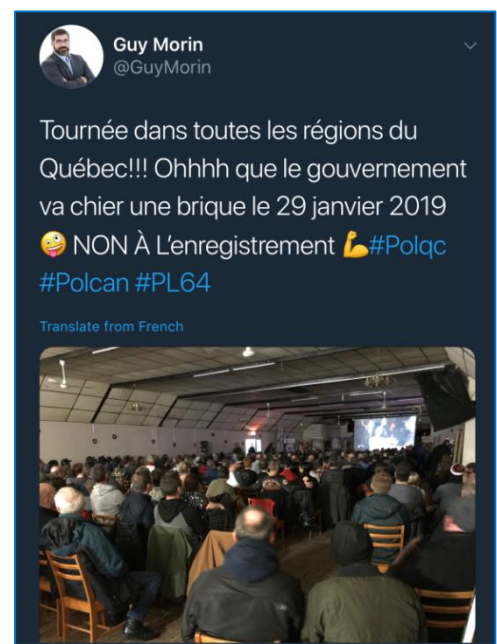 Guy Morin
@GuyMorin
Tournée dans toutes les régions du
Québec!!! Ohhhh que le gouvernement
va chier une brique le 29 janvier 2019
🤪 NON À L’enregistrement 💪#Polqc
#Polcan #PL64
Translate from French